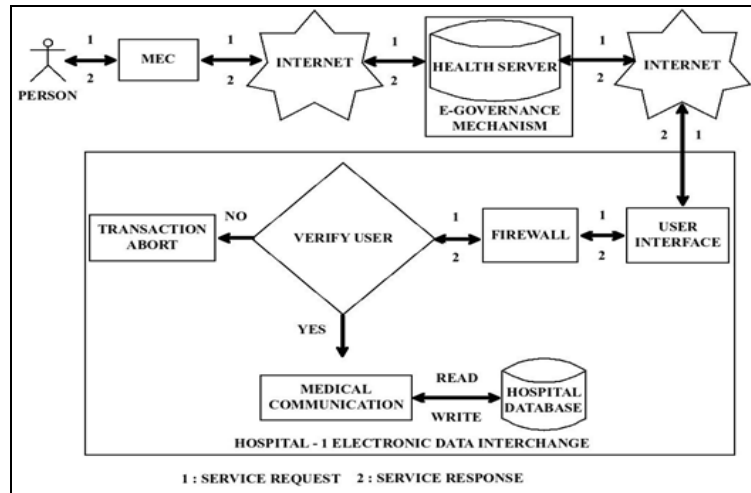 1
2
PERSON
MEC
1
2
INTERNET
1
2
HEALTH SERVER
E-GOVERNANCE
MECHANISM
1
2
INTERNET
2
1
TRANSACTION
ABORT
NO
VERIFY USER
1
2
FIREWALL
1
2
USER
INTERFACE
YES
MEDICAL
COMMUNICATION
READ
WRITE
HOSPITAL
DATABASE
HOSPITAL - 1 ELECTRONIC DATA INTERCHANGE
1 : SERVICE REQUEST 2 : SERVICE RESPONSE